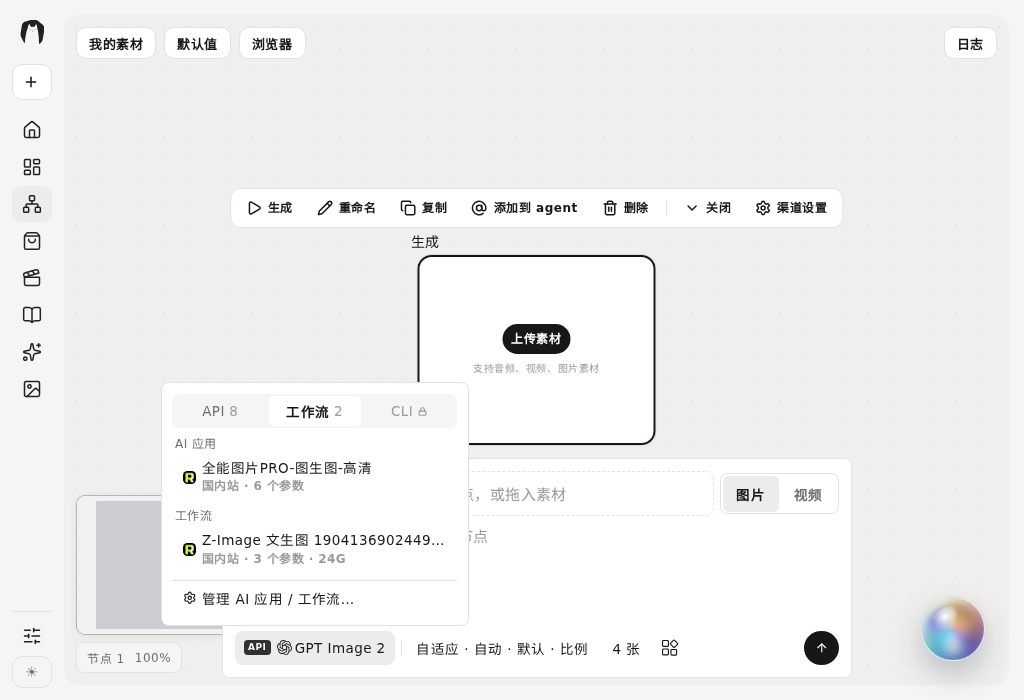 我的素材
默认值
浏览器
日志
生成
重命名
复制
添加到 agent
删除
关闭
渠道设置
生成
上传素材
支持音频、视频、图片素材
API 8
工作流 2
CLI
AI 应用
全能图片PRO-图生图-高清
国内站 · 6 个参数
工作流
Z-Image 文生图 1904136902449...
国内站 · 3 个参数 · 24G
管理 AI 应用 / 工作流...
，或拖入素材
图片
视频
节点
API GPT Image 2
自适应 · 自动 · 默认 · 比例
4 张
节点 1 100%